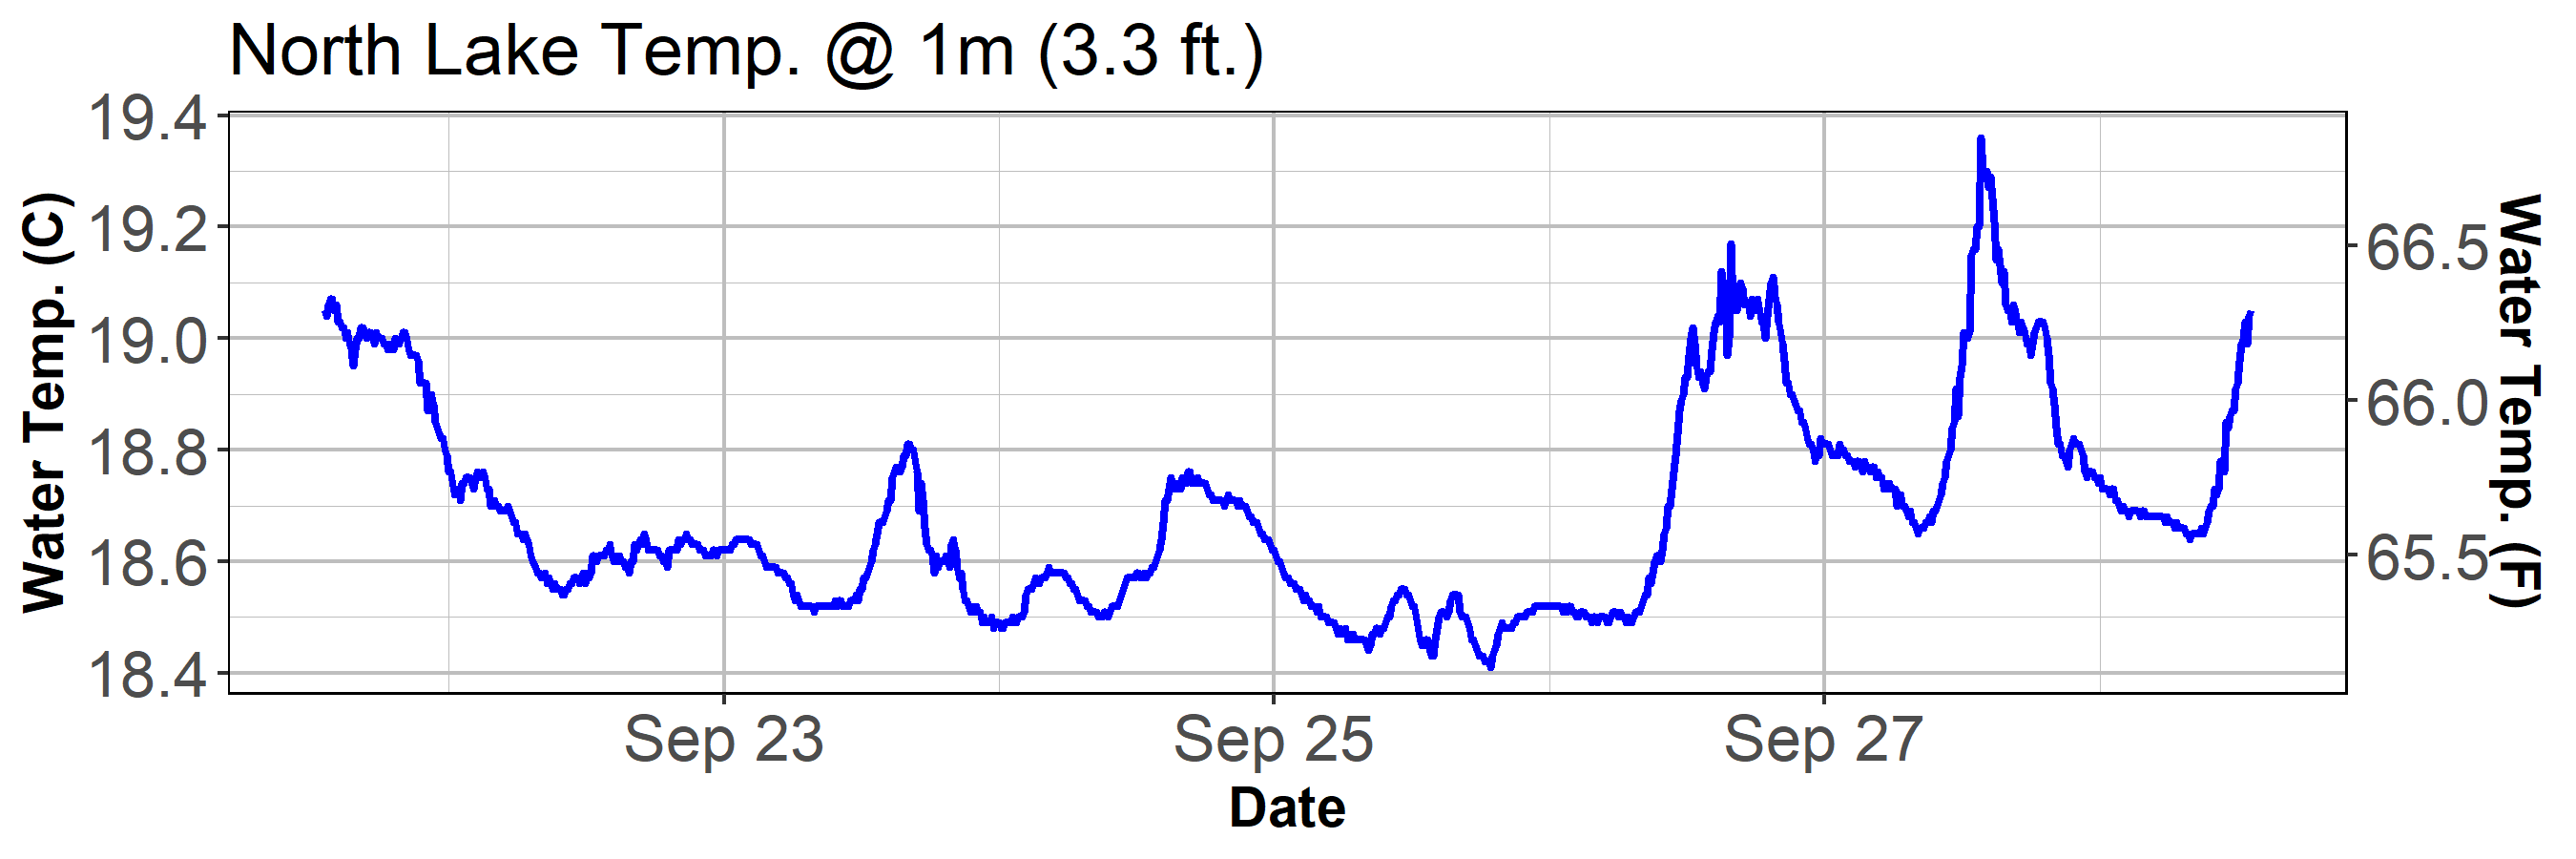 North Lake Temp. @ 1m (3.3 ft.)
Water Temp. (C)
19.4
19.2
19.0
18.8
18.6
18.4
66.5
66.0
65.5
Water Temp. (F)
Sep 23
Sep 25
Sep 27
Date